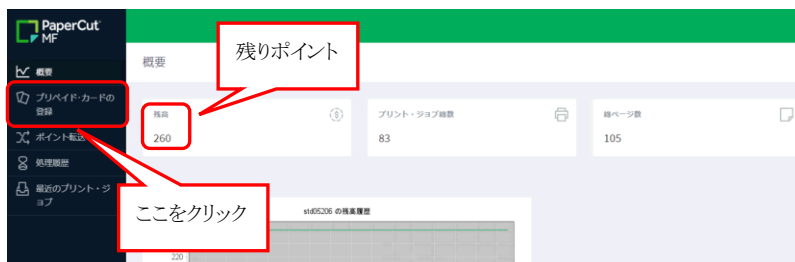 PaperCut
MF
概要
プリペイド・カードの
登録
ポイント転送
処理履歴
最近のプリント・ジ
ョブ
概要
残りポイント
残高
260
プリント・ジョブ総数
83
総ページ数
105
ここをクリック
std05206 の残高履歴
220